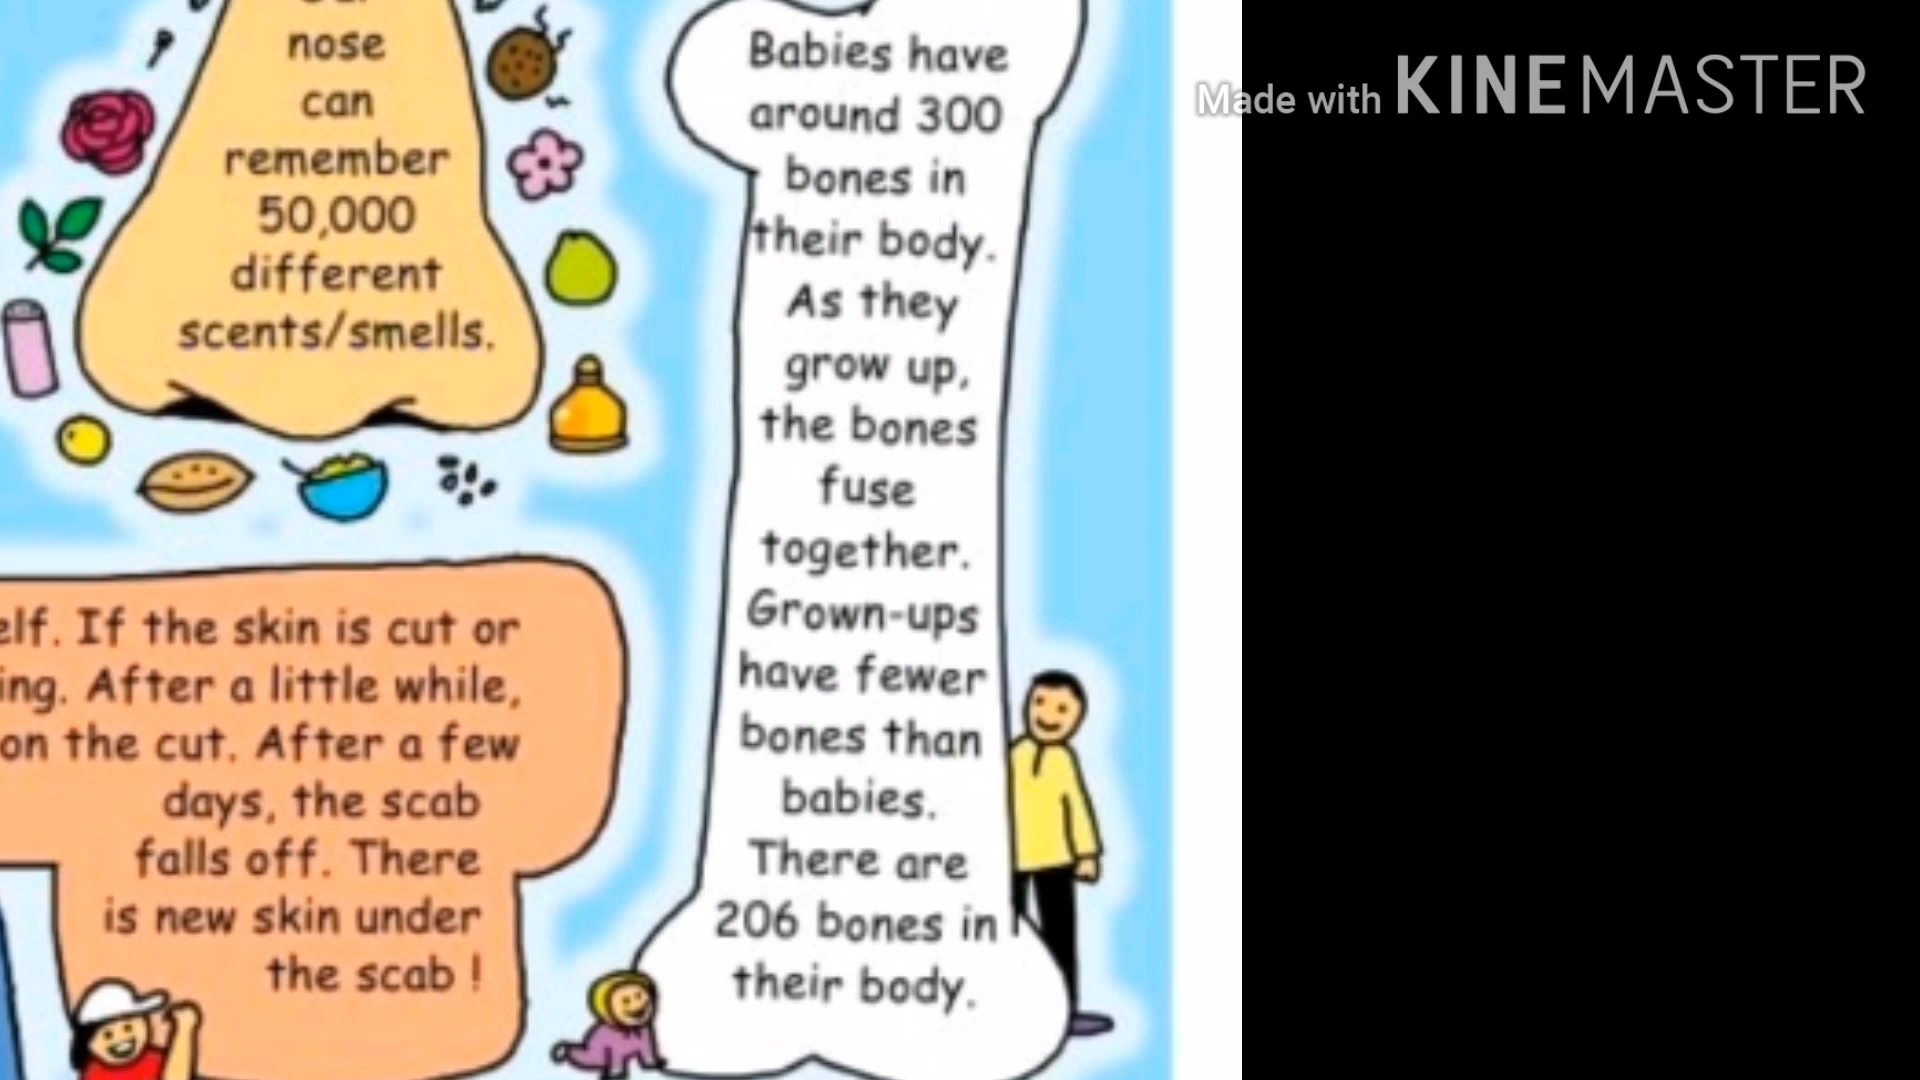 nose
can
remember
50,000
different
scents/smells.
Babies have
around 300
bones in
their body.
As they
grow up,
the bones
fuse
together.
Grown-ups
have fewer
bones than
babies.
There are
206 bones in
their body.
elf. If the skin is cut or
ing. After a little while,
on the cut. After a few
days, the scab
falls off. There
is new skin under
the scab !
Made with KINEMASTER